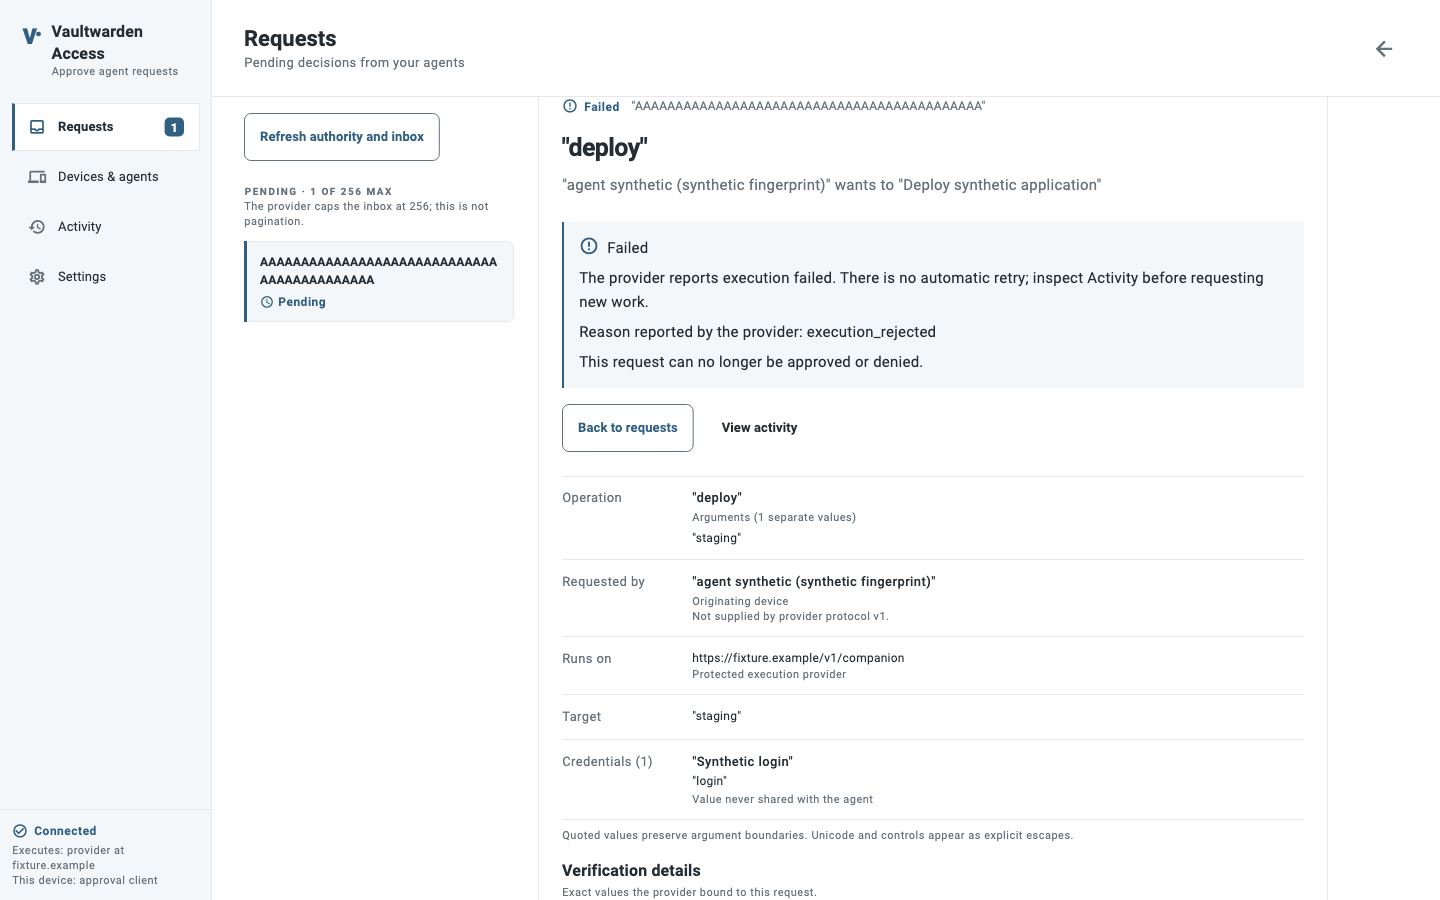 Vaultwarden
Access
Approve agent requests
Requests
1
Devices & agents
Activity
Settings
Connected
Executes: provider at
fixture.example
This device: approval client
Requests
Pending decisions from your agents
Refresh authority and inbox
PENDING · 1 OF 256 MAX
The provider caps the inbox at 256; this is not
pagination.
AAAAAAAAAAAAAAAAAAAAAAAAAAAAA
AAAAAAAAAAAAAA
Pending
Failed "AAAAAAAAAAAAAAAAAAAAAAAAAAAAAAAAAAAAAAAAAAA"
"deploy"
"agent synthetic (synthetic fingerprint)" wants to "Deploy synthetic application"
Failed
The provider reports execution failed. There is no automatic retry; inspect Activity before requesting
new work.
Reason reported by the provider: execution_rejected
This request can no longer be approved or denied.
Back to requests
View activity
Operation
"deploy"
Arguments (1 separate values)
"staging"
Requested by
"agent synthetic (synthetic fingerprint)"
Originating device
Not supplied by provider protocol v1.
Runs on
https://fixture.example/v1/companion
Protected execution provider
Target
"staging"
Credentials (1)
"Synthetic login"
"login"
Value never shared with the agent
Quoted values preserve argument boundaries. Unicode and controls appear as explicit escapes.
Verification details
Exact values the provider bound to this request.